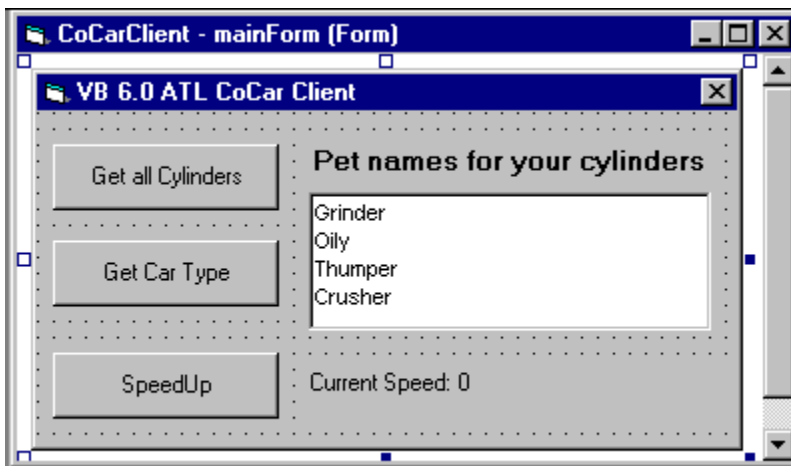 CoCarClient - mainForm (Form)
VB 6.0 ATL CoCar Client
Get all Cylinders
Pet names for your cylinders
Grinder
Oily
Thumper
Crusher
Get Car Type
SpeedUp
Current Speed: 0